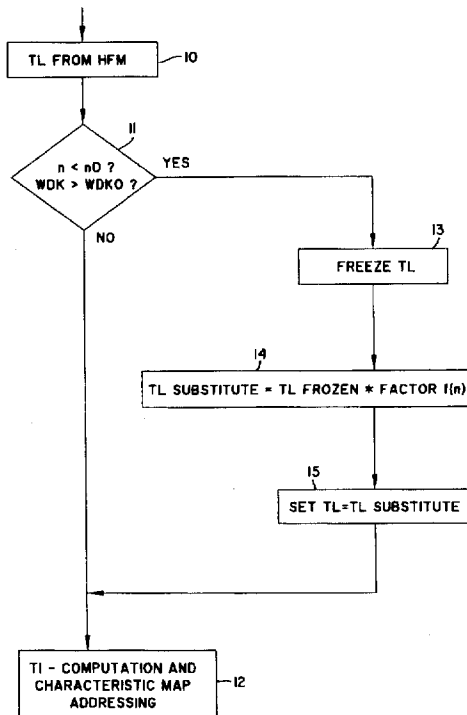 TL FROM HFM
10
11
n < nD ?
WDK > WDKO ?
YES
NO
13
FREEZE TL
14
TL SUBSTITUTE = TL FROZEN * FACTOR f(n)
15
SET TL=TL SUBSTITUTE
TI - COMPUTATION AND
CHARACTERISTIC MAP
ADDRESSING
12